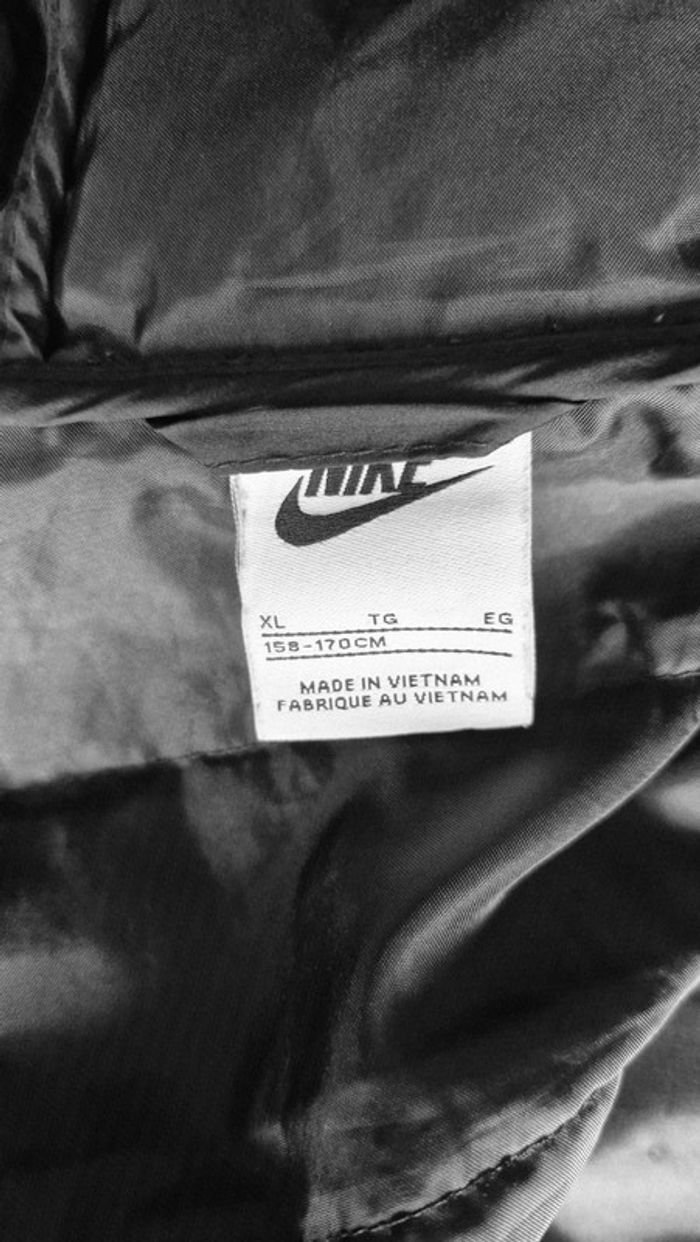 NIKE
XL TG EG
158-170CM
MADE IN VIETNAM
FABRIQUE AU VIETNAM